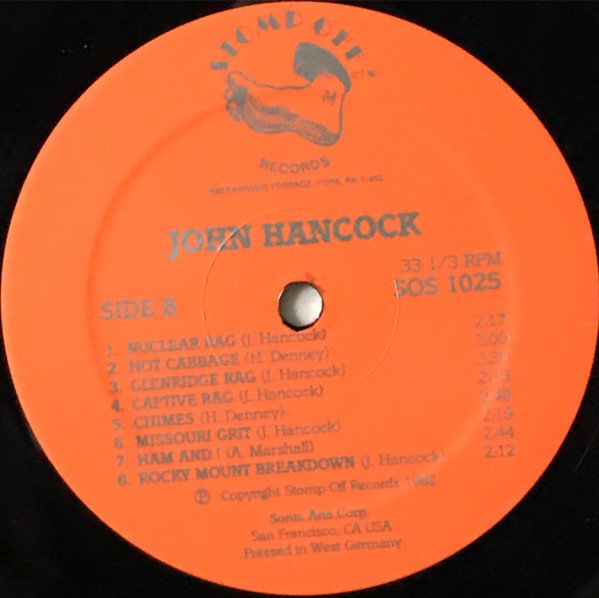 STOMP OFF
RECORDS
TERRACE, YORK, PA.
JOHN HANCOCK
33 1/3 RPM
SIDE B
SOS 1025
1. NUCLEAR RAG (J. Hancock) 2:17
2. HOT CABBAGE (H. Denney) 2:00
3. GLENRIDGE RAG (J. Hancock)
4. CAPTIVE RAG (J. Hancock)
5. CHIMES (H. Denney) 2:48
6. MISSOURI GRIT (J. Hancock) 2:19
7. HAM AND ! (A. Marshall) 2:44
8. ROCKY MOUNT BREAKDOWN (J. Hancock) 2:12
℗ Copyright Stomp Off Records 1982
Sonic Arts Corp.
San Francisco, CA USA
Pressed in West Germany